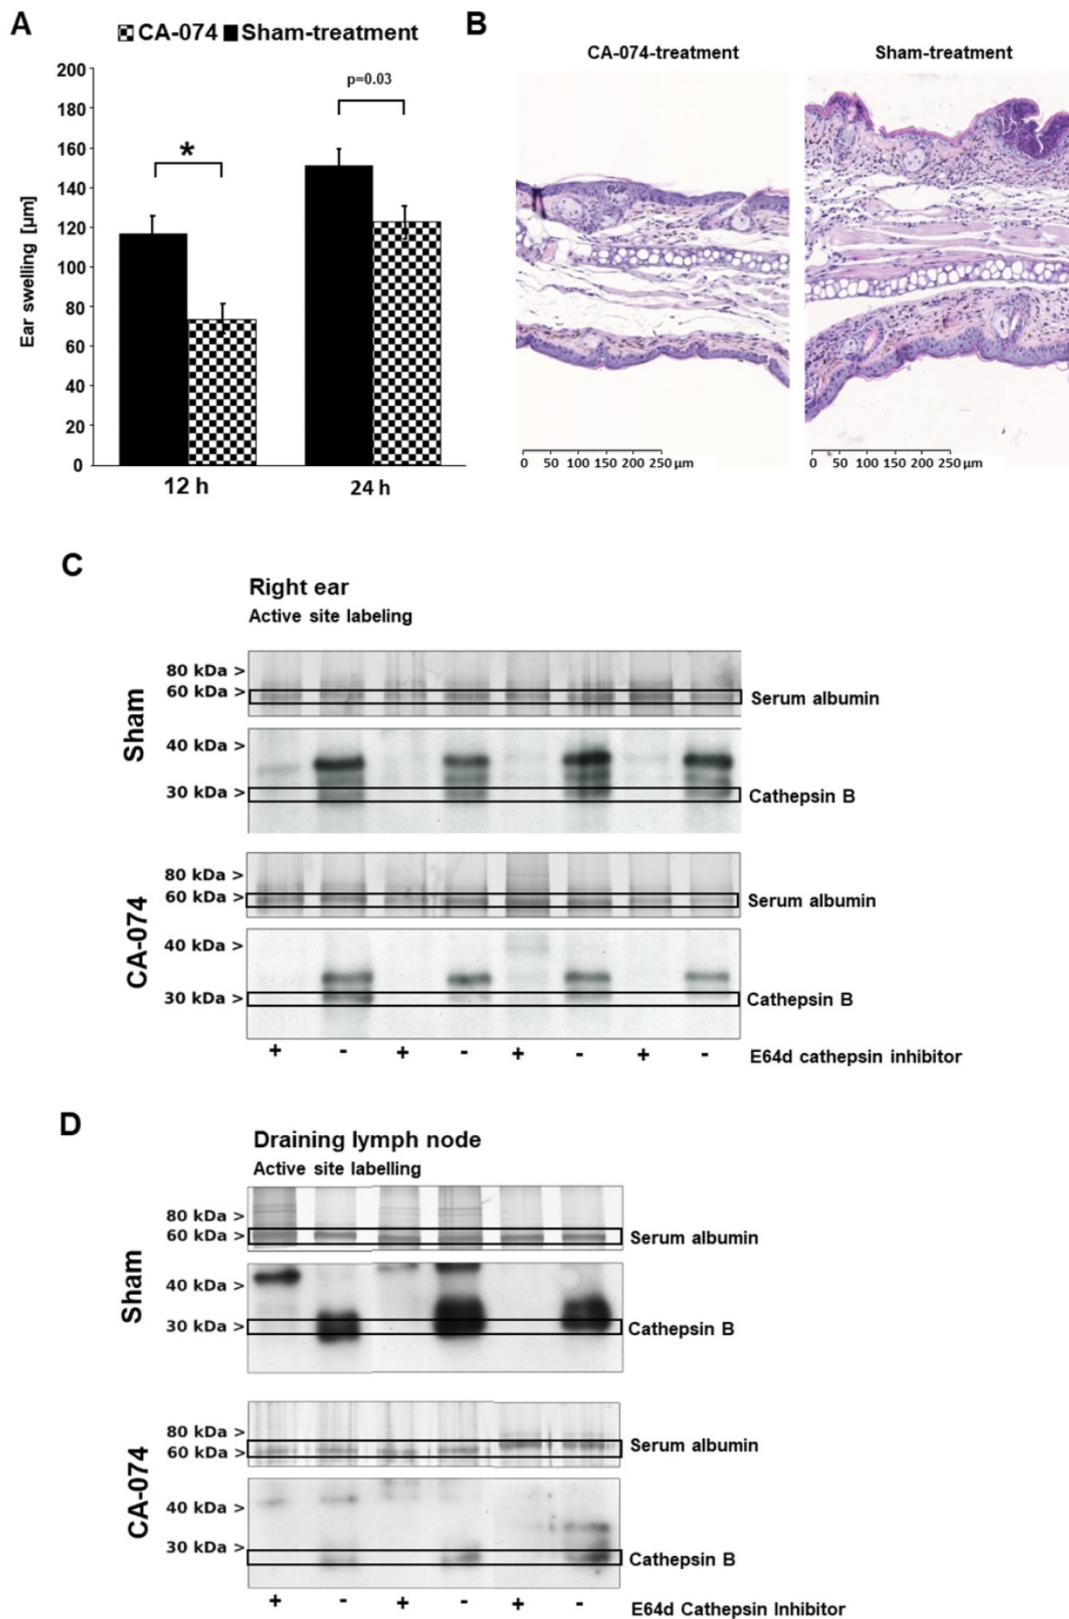 A
CA-074 Sham-treatment
200
180
160
140
120
100
80
60
40
20
0
Ear swelling [µm]
*
p=0.03
12 h
24 h
B
CA-074-treatment
Sham-treatment
0 50 100 150 200 250 µm
0 50 100 150 200 250 µm
C
Right ear
Active site labeling
Sham
80 kDa >
60 kDa >
Serum albumin
40 kDa >
30 kDa >
Cathepsin B
CA-074
80 kDa >
60 kDa >
Serum albumin
40 kDa >
30 kDa >
Cathepsin B
+ - + - + - + -
E64d cathepsin inhibitor
D
Draining lymph node
Active site labelling
Sham
80 kDa >
60 kDa >
Serum albumin
40 kDa >
30 kDa >
Cathepsin B
CA-074
80 kDa >
60 kDa >
Serum albumin
40 kDa >
30 kDa >
Cathepsin B
+ - + - + -
E64d Cathepsin Inhibitor